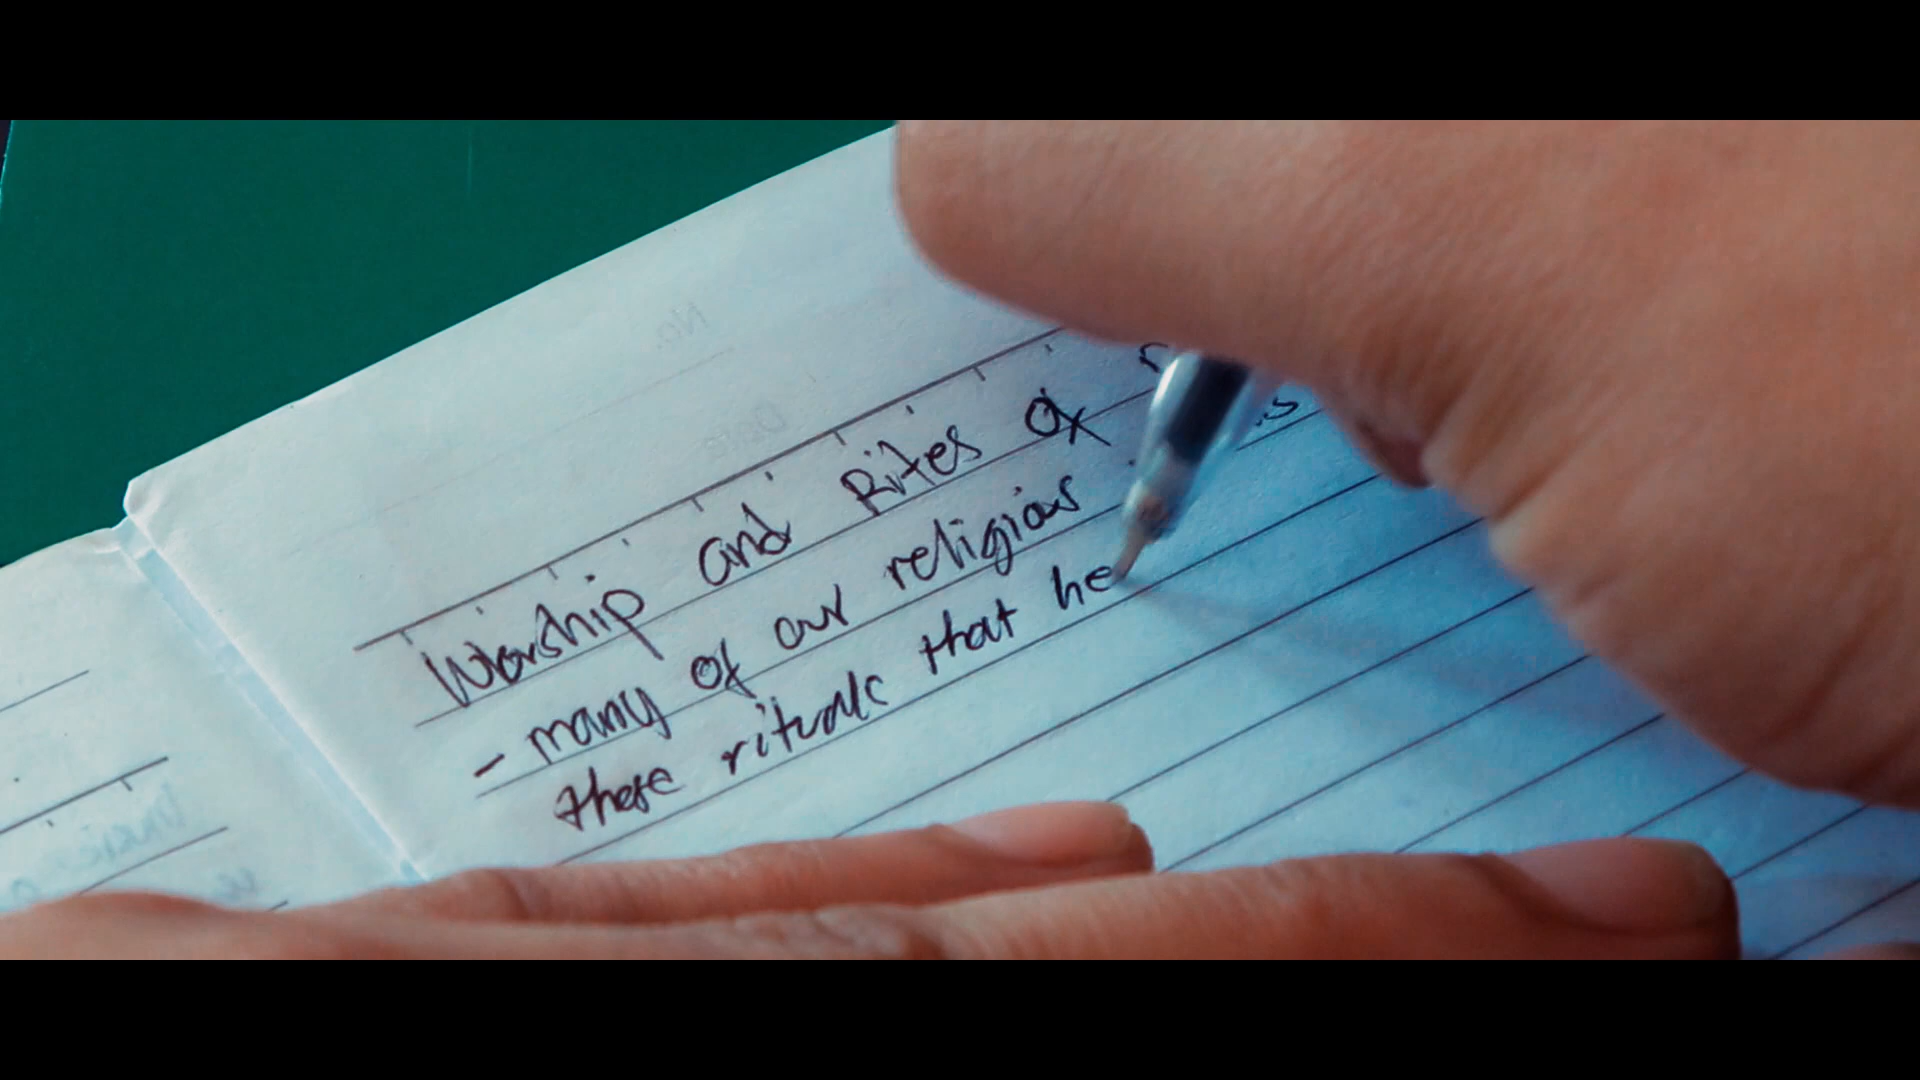 Worship and Rites of
- many of our religious
these rituals that he